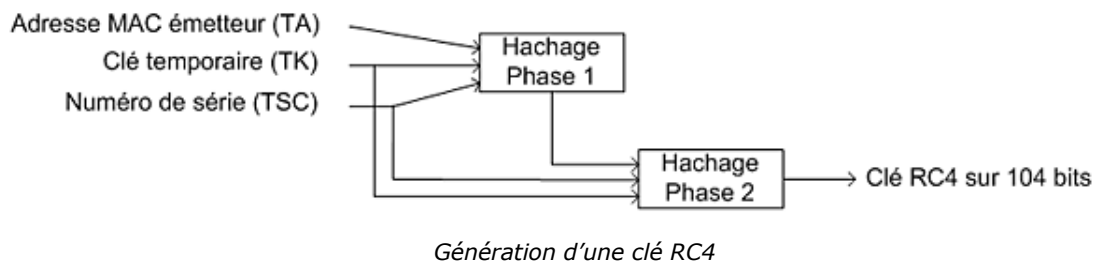 Adresse MAC émetteur (TA)
Clé temporaire (TK)
Numéro de série (TSC)
Hachage
Phase 1
Hachage
Phase 2
Clé RC4 sur 104 bits
Génération d'une clé RC4